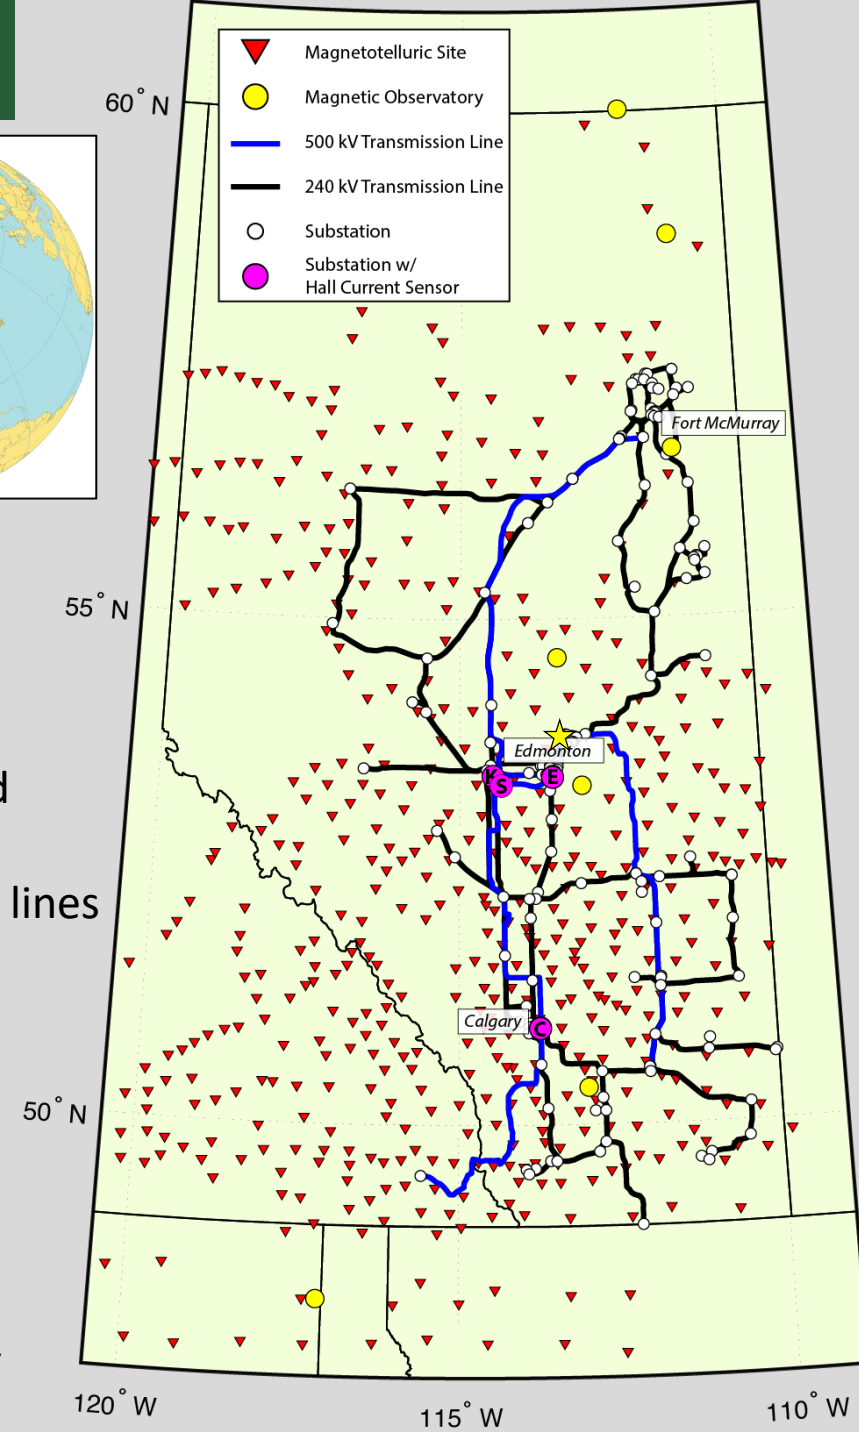 Magnetotelluric Site
Magnetic Observatory
500 kV Transmission Line
240 kV Transmission Line
Substation
Substation w/
Hall Current Sensor
60° N
Fort McMurray
55° N
Edmonton
K
S
E
d
lines
Calgary
C
50° N
120° W
115° W
110° W